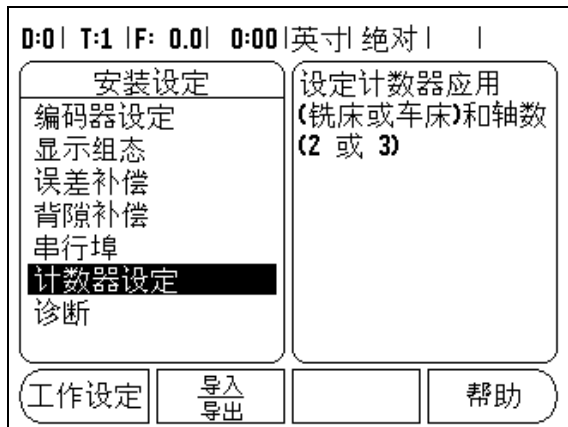 D:0| T:1 |F: 0.0| 0:00|英寸| 绝对 | |
安装设定
编码器设定
显示组态
误差补偿
背隙补偿
串行埠
计数器设定
诊断
设定计数器应用
(铣床或车床)和轴数
(2 或 3)
工作设定
导入
导出
帮助